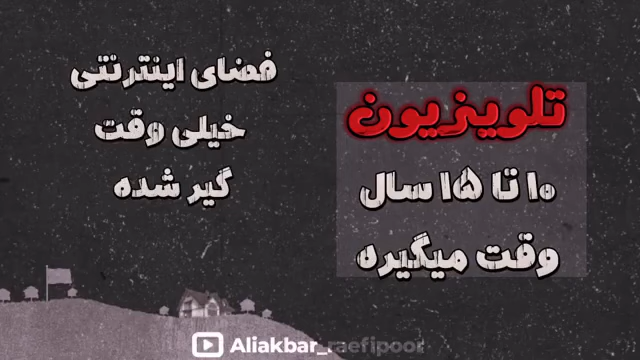 تلویزیون
۱۰ تا ۱۵ سال
وقت میگیره
فضای اینترنتی
خیلی وقت
گیر شده
Aliakbar_raefipoor